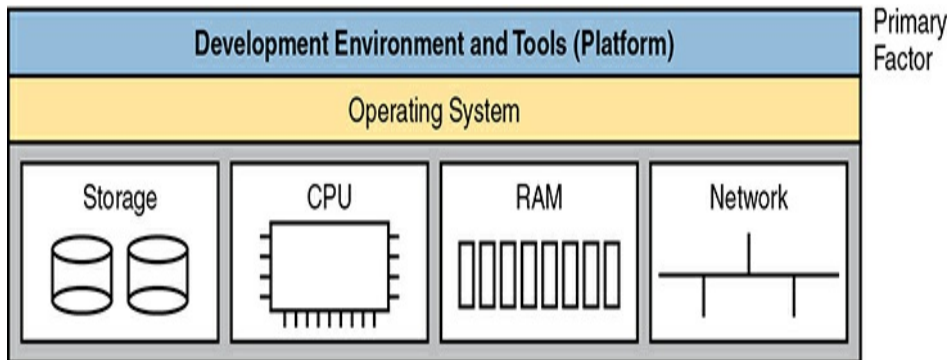 Development Environment and Tools (Platform)
Primary
Factor
Operating System
Storage
CPU
RAM
Network